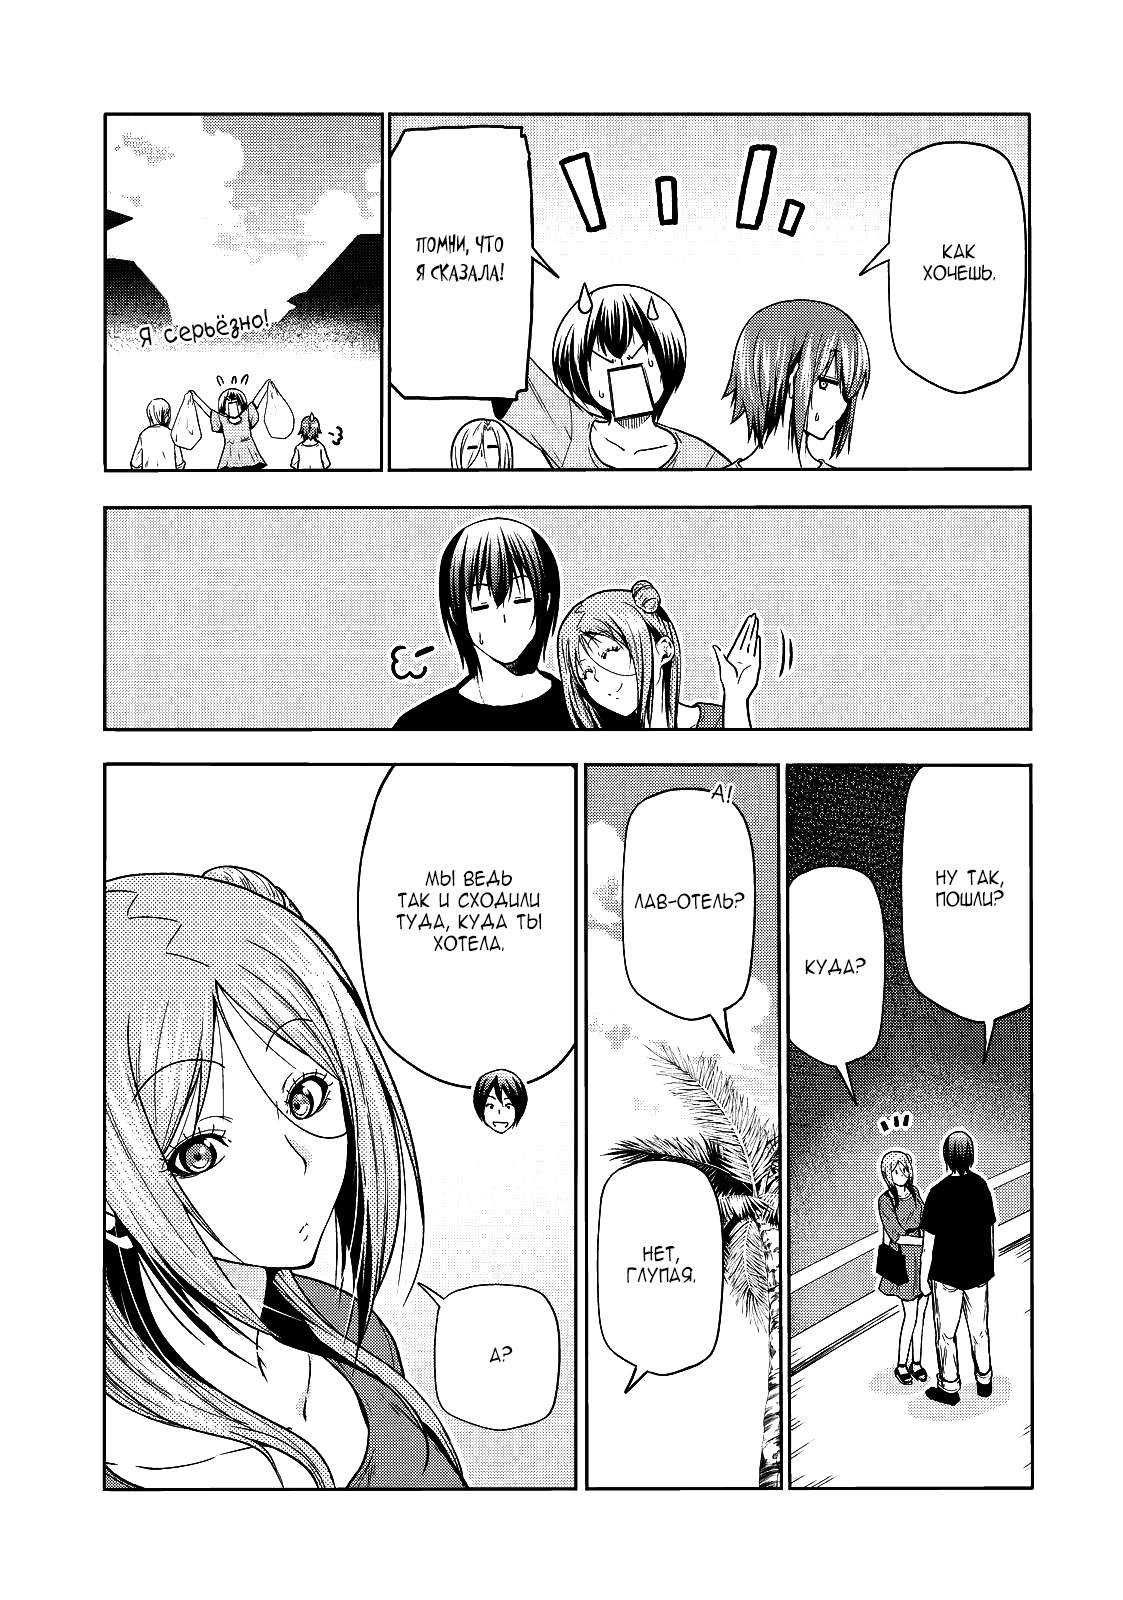 КАК
ХОЧЕШЬ.
ПОМНИ, ЧТО
Я СКАЗАЛА!
Я серьёзно!
НУ ТАК,
ПОШЛИ?
КУДА?
А!
ЛАВ-ОТЕЛЬ?
НЕТ,
ГЛУПАЯ.
МЫ ВЕДЬ
ТАК И СХОДИЛИ
ТУДА, КУДА ТЫ
ХОТЕЛА.
А?